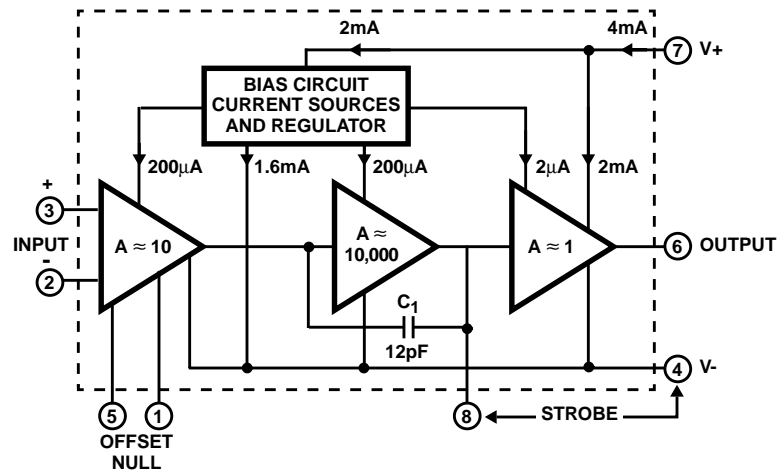 2mA
4mA
7 V+
BIAS CIRCUIT
CURRENT SOURCES
AND REGULATOR
200μA
1.6mA
200μA
2μA
2mA
+
3
INPUT
-
2
A ≈ 10
A ≈
10,000
A ≈ 1
6 OUTPUT
C1
12pF
4 V-
5
1
8
STROBE
OFFSET
NULL